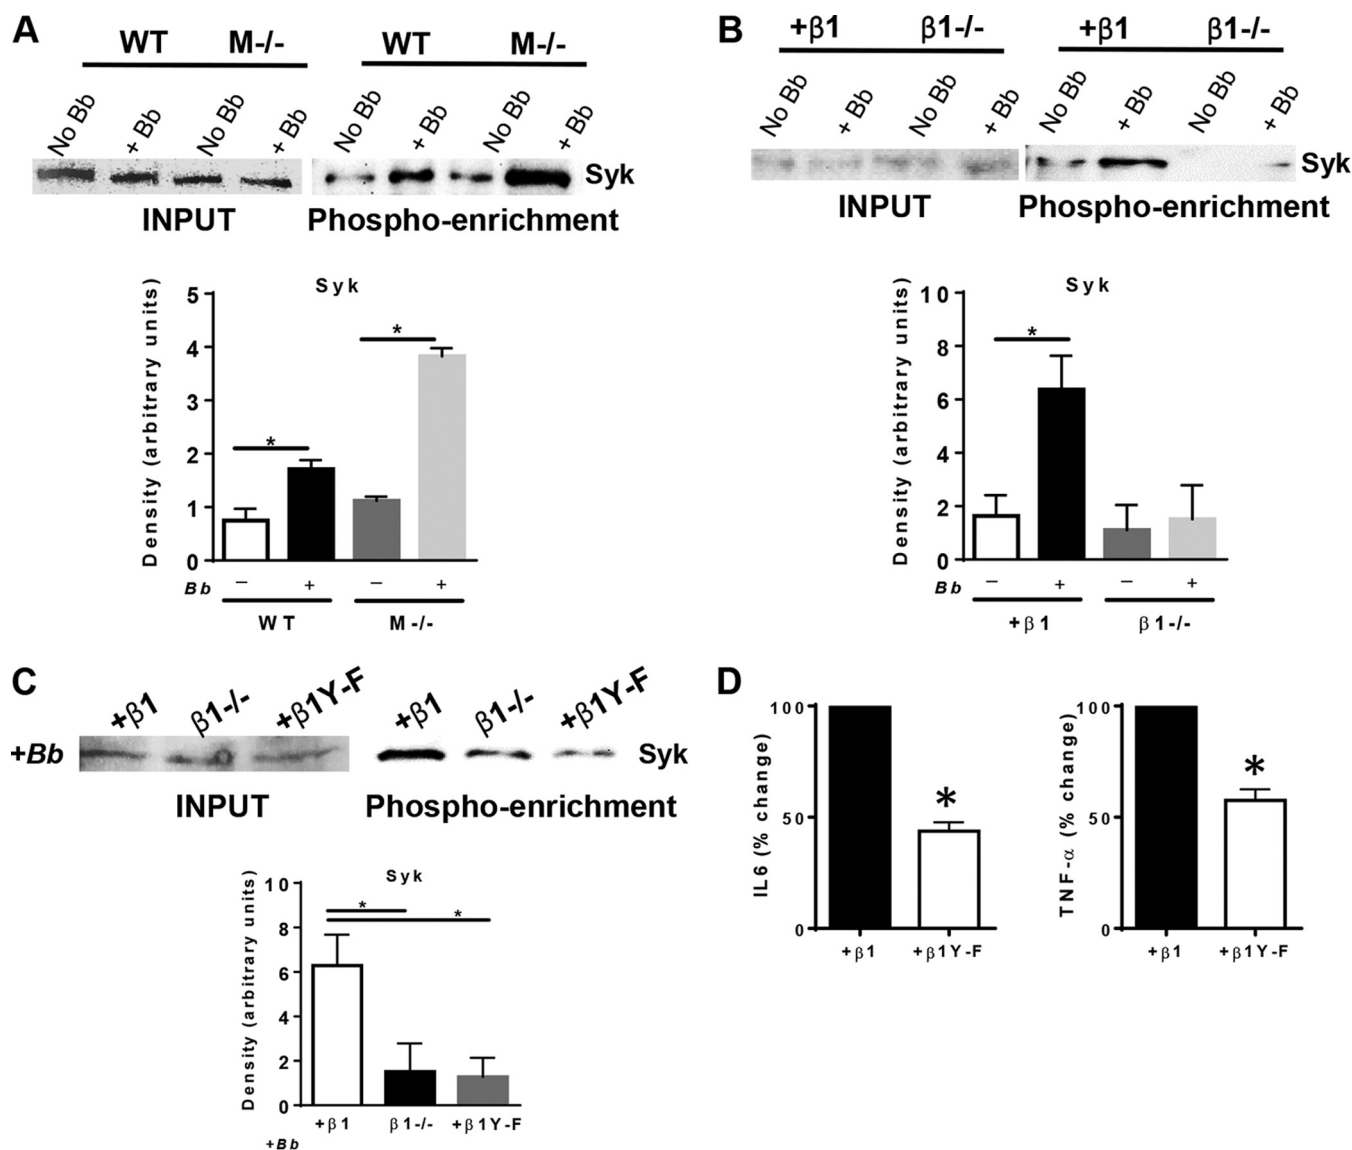 A
WT M-/- WT M-/-
No Bb + Bb No Bb + Bb No Bb + Bb No Bb + Bb
Syk
INPUT Phospho-enrichment
Syk
Density (arbitrary units)
5
4
3
2
1
0
* *
Bb – + – +
WT M-/-
B
+β1 β1-/- +β1 β1-/-
No Bb + Bb No Bb + Bb No Bb + Bb No Bb + Bb
Syk
INPUT Phospho-enrichment
Syk
Density (arbitrary units)
10
8
6
4
2
0
*
Bb – + – +
+β1 β1-/-
C
+β1 β1-/- +β1Y-F +β1 β1-/- +β1Y-F
+Bb Syk
INPUT Phospho-enrichment
Syk
Density (arbitrary units)
10
8
6
4
2
0
* *
+β1 β1-/- +β1Y-F
+Bb
D
IL6 (% change)
100
50
0
*
+β1 +β1Y-F
TNF-α (% change)
100
50
0
*
+β1 +β1Y-F